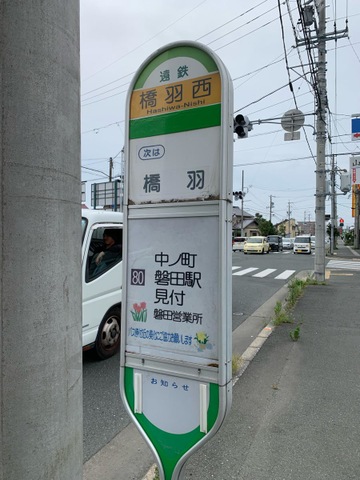 遠鉄
橋羽西
Hashiwa-Nishi
次は
橋羽
中ノ町
80
磐田駅
見付
磐田営業所
お知らせ